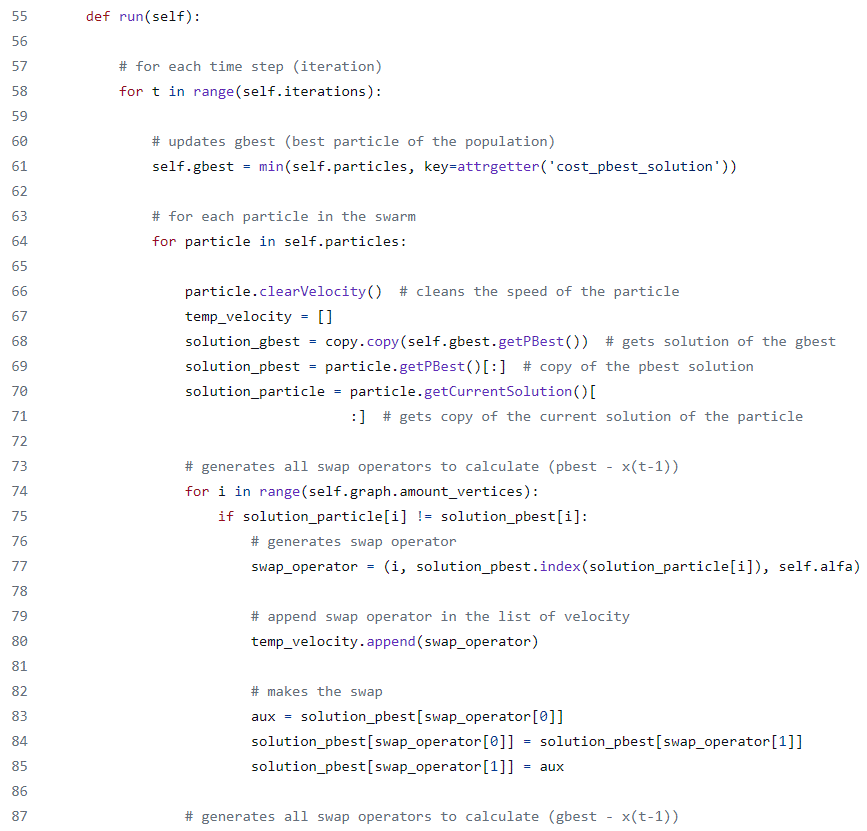 55 def run(self):
56
57 # for each time step (iteration)
58 for t in range(self.iterations):
59
60 # updates gbest (best particle of the population)
61 self.gbest = min(self.particles, key=attrgetter('cost_pbest_solution'))
62
63 # for each particle in the swarm
64 for particle in self.particles:
65
66 particle.clearVelocity()  # cleans the speed of the particle
67 temp_velocity = []
68 solution_gbest = copy.copy(self.gbest.getPBest())  # gets solution of the gbest
69 solution_pbest = particle.getPBest()[:]  # copy of the pbest solution
70 solution_particle = particle.getCurrentSolution()[
71 :]  # gets copy of the current solution of the particle
72
73 # generates all swap operators to calculate (pbest - x(t-1))
74 for i in range(self.graph.amount_vertices):
75 if solution_particle[i] != solution_pbest[i]:
76 # generates swap operator
77 swap_operator = (i, solution_pbest.index(solution_particle[i]), self.alfa)
78
79 # append swap operator in the list of velocity
80 temp_velocity.append(swap_operator)
81
82 # makes the swap
83 aux = solution_pbest[swap_operator[0]]
84 solution_pbest[swap_operator[0]] = solution_pbest[swap_operator[1]]
85 solution_pbest[swap_operator[1]] = aux
86
87 # generates all swap operators to calculate (gbest - x(t-1))